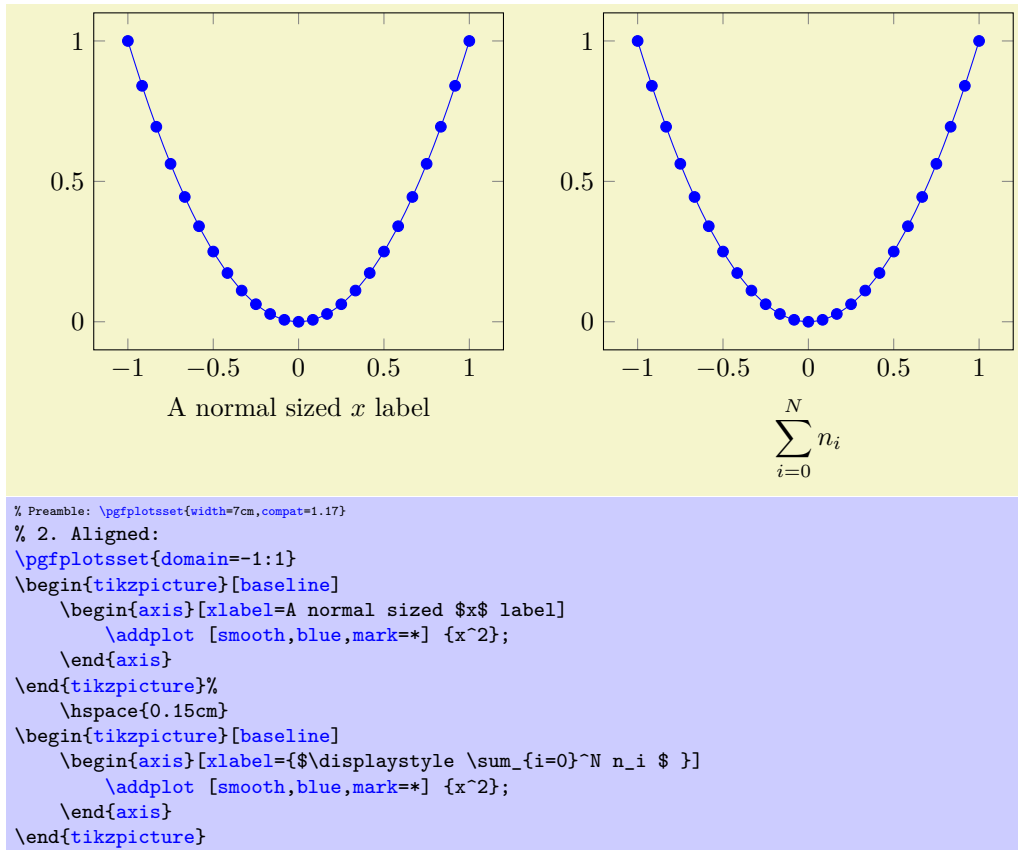 1
0.5
0
−1 −0.5 0 0.5 1
A normal sized x label
1
0.5
0
−1 −0.5 0 0.5 1
N
∑ n_i
i=0
% Preamble: \pgfplotsset{width=7cm,compat=1.17}
% 2. Aligned:
\pgfplotsset{domain=-1:1}
\begin{tikzpicture}[baseline]
    \begin{axis}[xlabel=A normal sized $x$ label]
        \addplot [smooth,blue,mark=*] {x^2};
    \end{axis}
\end{tikzpicture}%
    \hspace{0.15cm}
\begin{tikzpicture}[baseline]
    \begin{axis}[xlabel={$\displaystyle \sum_{i=0}^N n_i $ }]
        \addplot [smooth,blue,mark=*] {x^2};
    \end{axis}
\end{tikzpicture}